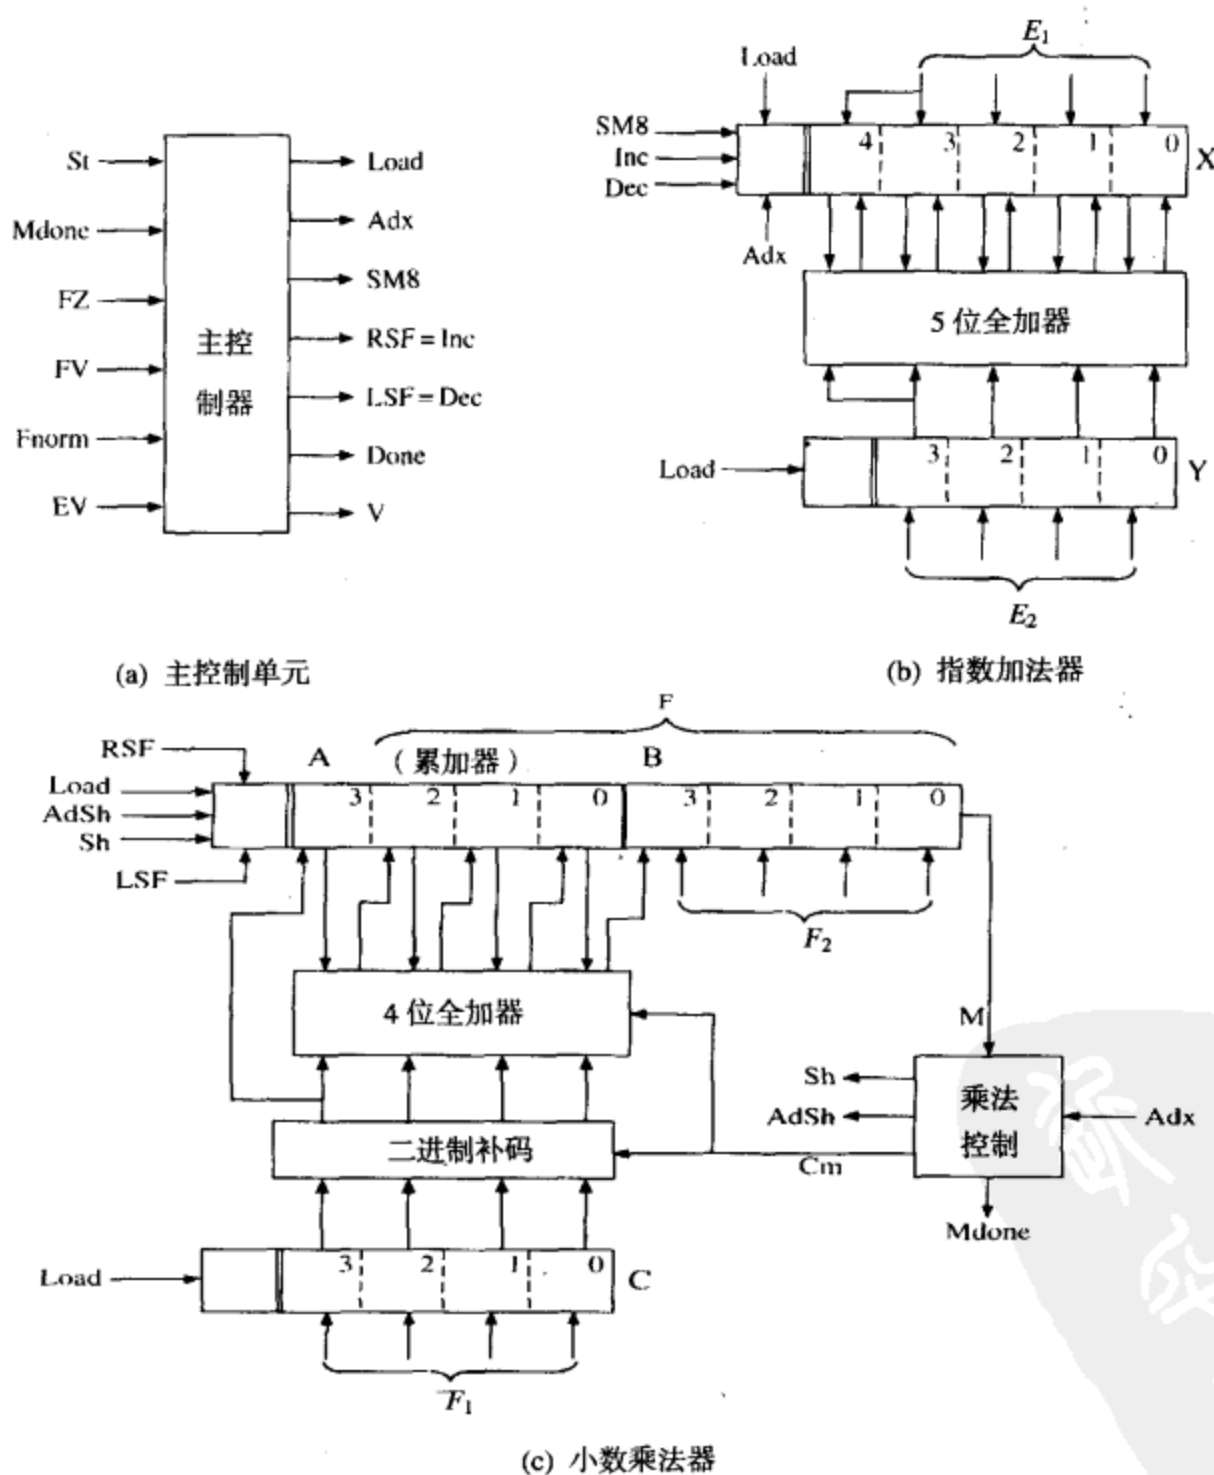 St
Mdone
FZ
FV
Fnorm
EV
主控
制器
Load
Adx
SM8
RSF = Inc
LSF = Dec
Done
V
(a) 主控制单元
E1
Load
SM8
Inc
Dec
4 3 2 1 0
X
Adx
5 位全加器
Load
3 2 1 0
Y
E2
(b) 指数加法器
F
RSF
A (累加器) B
Load
AdSh
Sh
3 2 1 0 3 2 1 0
LSF
F2
4 位全加器
M
Sh
AdSh
乘法
控制
Adx
二进制补码
Cm
Mdone
Load
3 2 1 0
C
F1
(c) 小数乘法器